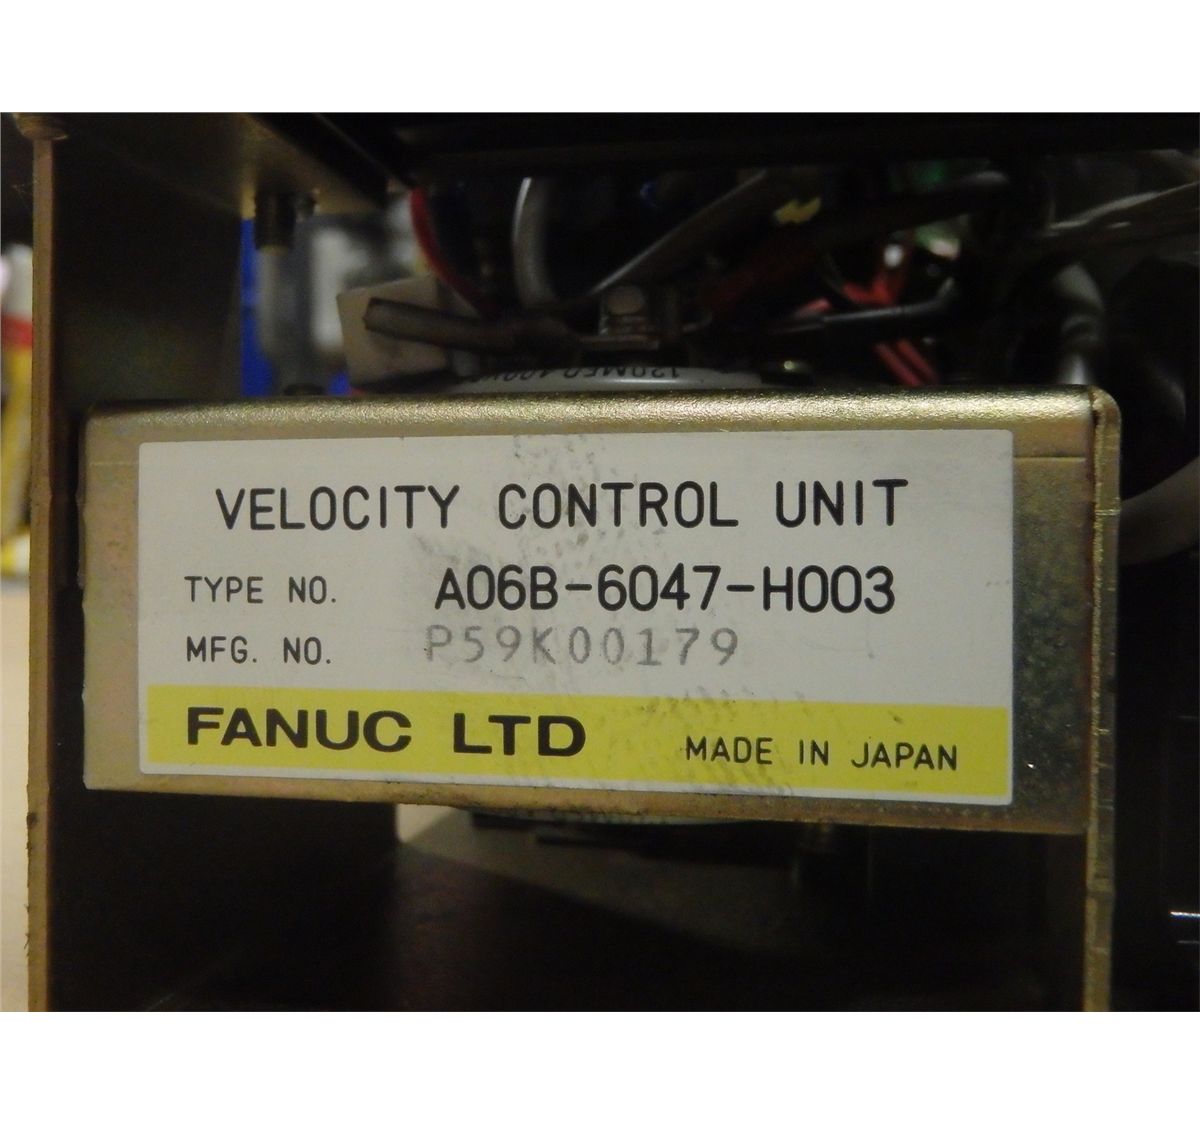 VELOCITY CONTROL UNIT
TYPE NO. A06B-6047-H003
MFG. NO. P59K00179
FANUC LTD MADE IN JAPAN